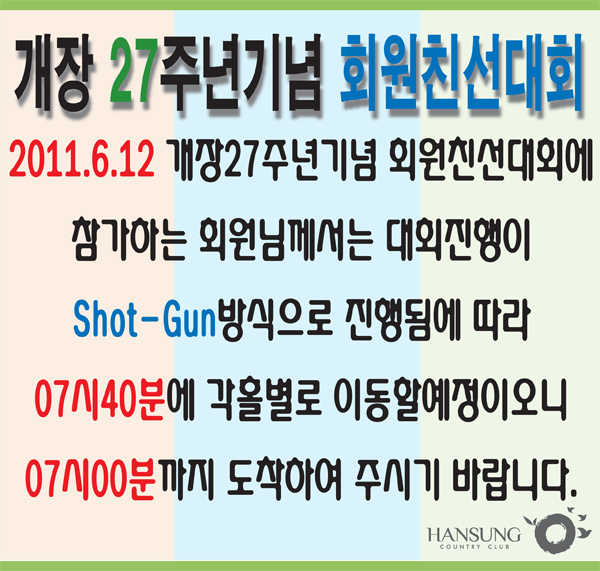 개장 27주년기념 회원친선대회
2011.6.12 개장27주년기념 회원친선대회에
참가하는 회원님께서는 대회진행이
Shot-Gun방식으로 진행됨에 따라
07시40분에 각홀별로 이동할예정이오니
07시00분까지 도착하여 주시기 바랍니다.
HANSUNG
COUNTRY CLUB